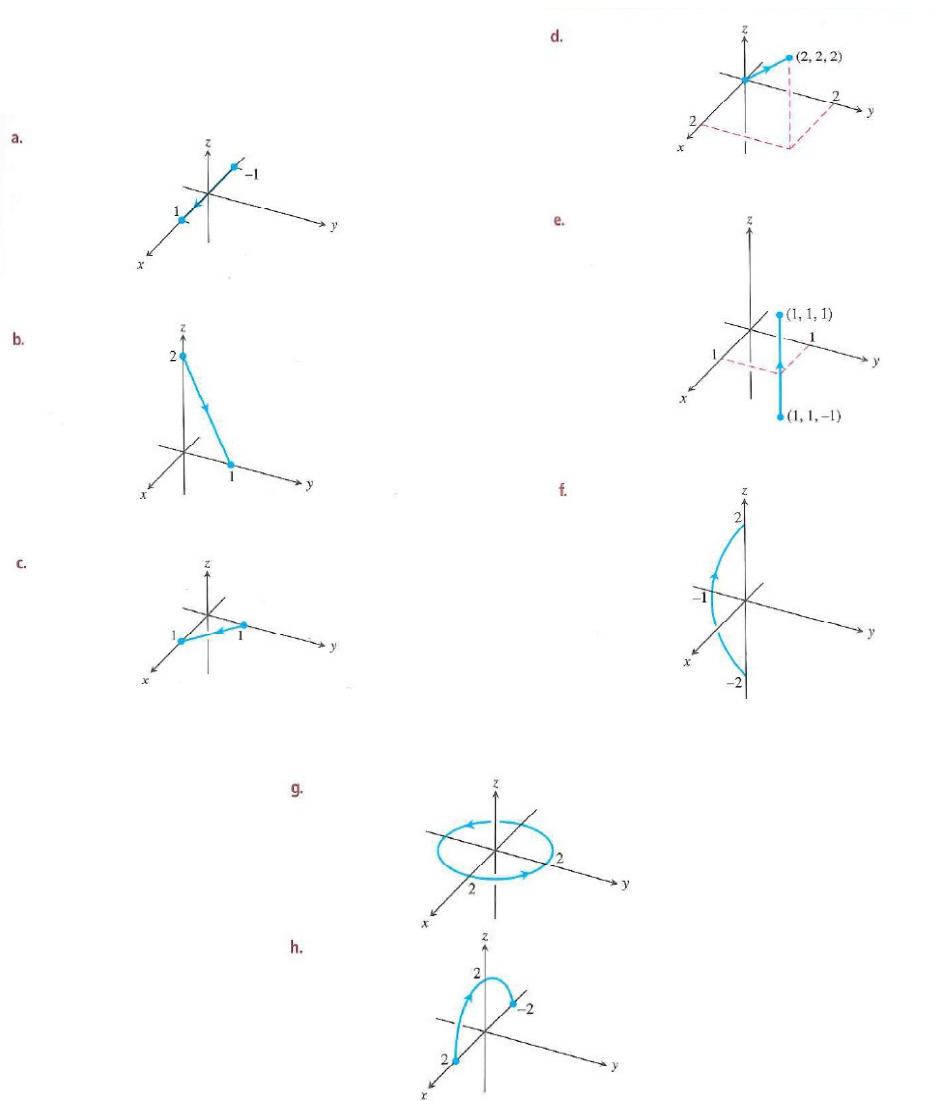 a.
z
−1
1
y
x
b.
z
2
1
y
x
c.
z
1
1
y
x
d.
z
(2, 2, 2)
2
y
2
x
e.
z
(1, 1, 1)
1
1
y
x
(1, 1, −1)
f.
z
2
−1
y
x
−2
g.
z
2
y
2
x
h.
z
2
−2
2
y
x